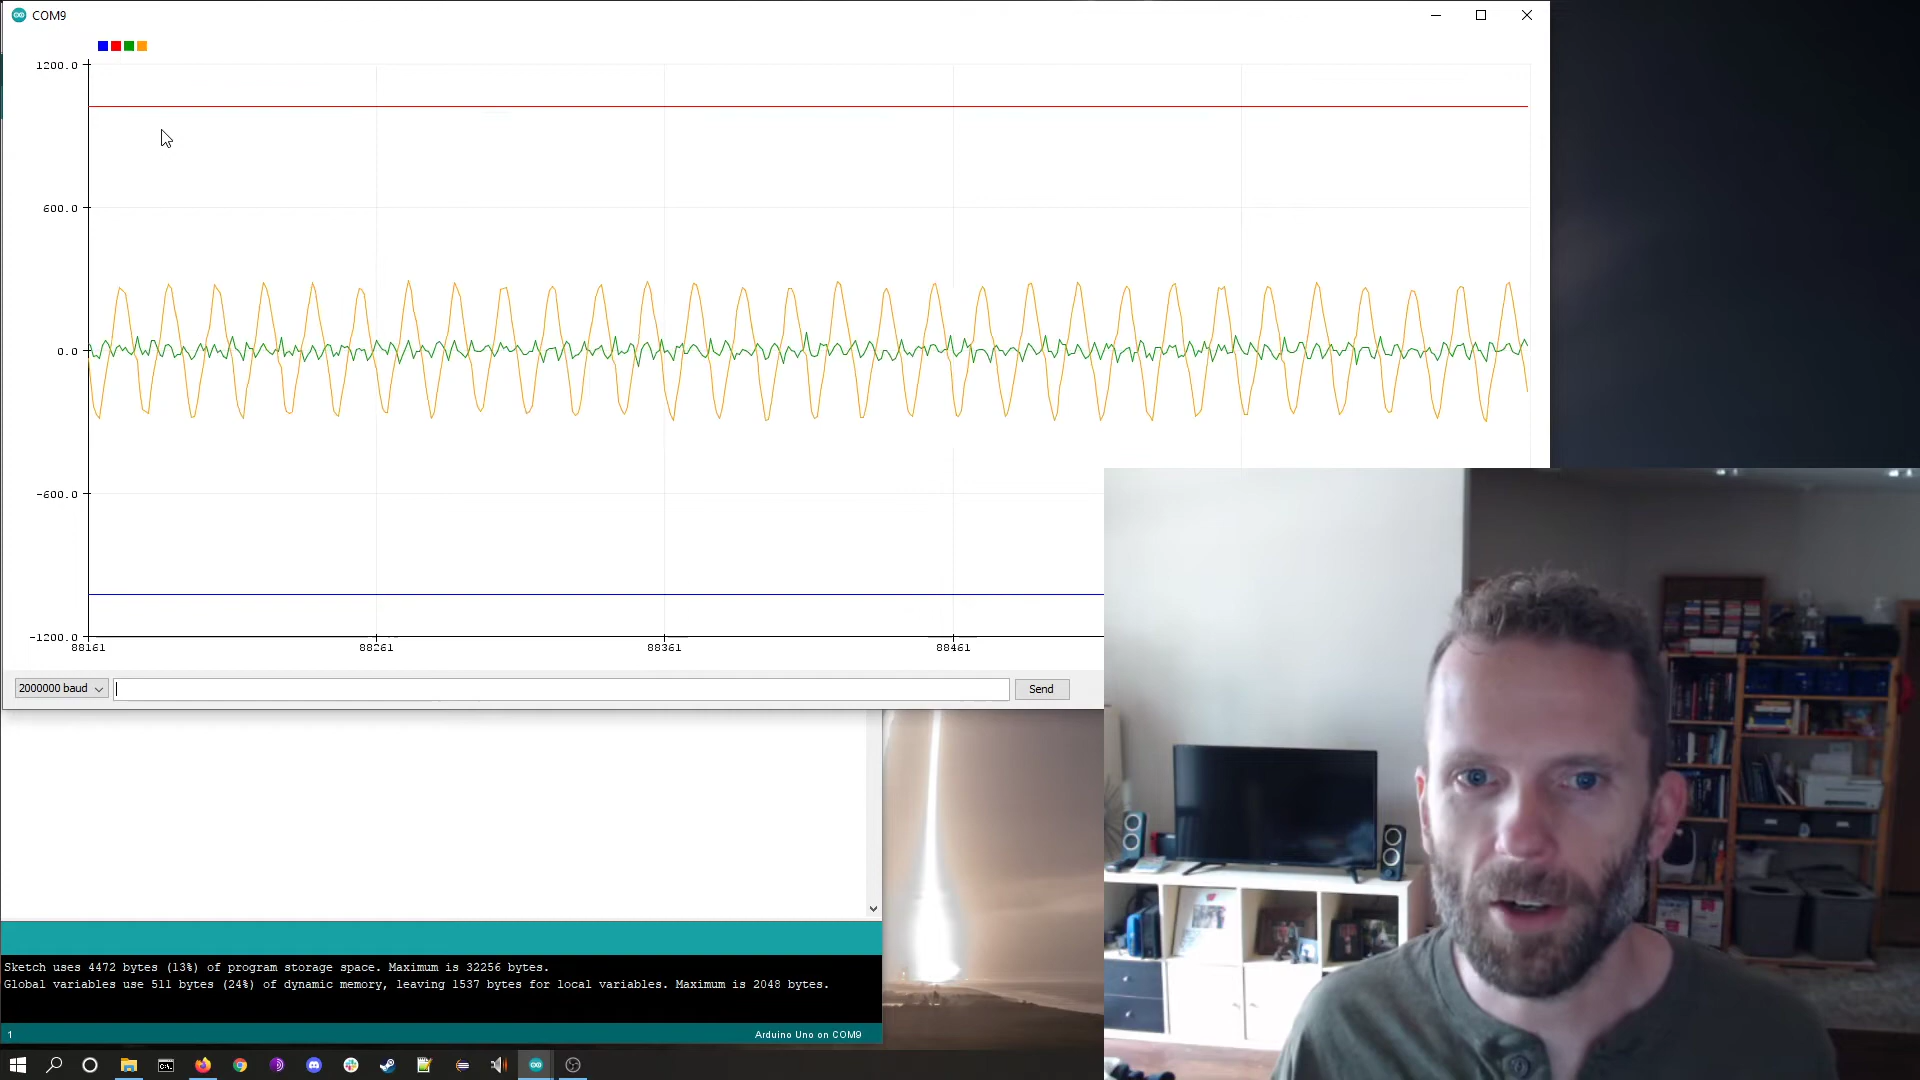 COM9
1200.0
600.0
0.0
-600.0
-1200.0
88161 88261 88361 88461
2000000 baud
Send
Sketch uses 4472 bytes (13%) of program storage space. Maximum is 32256 bytes.
Global variables use 511 bytes (24%) of dynamic memory, leaving 1537 bytes for local variables. Maximum is 2048 bytes.
1 Arduino Uno on COM9